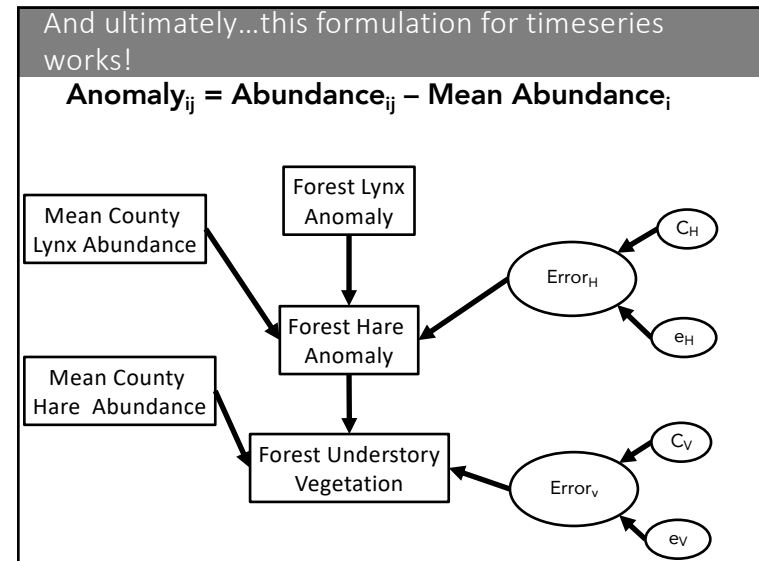 And ultimately...this formulation for timeseries
works!
Anomalyij = Abundanceij – Mean Abundancei
Forest Lynx
Anomaly
Mean County
Lynx Abundance
CH
ErrorH
Forest Hare
Anomaly
eH
Mean County
Hare Abundance
Forest Understory
Vegetation
CV
Errorv
eV